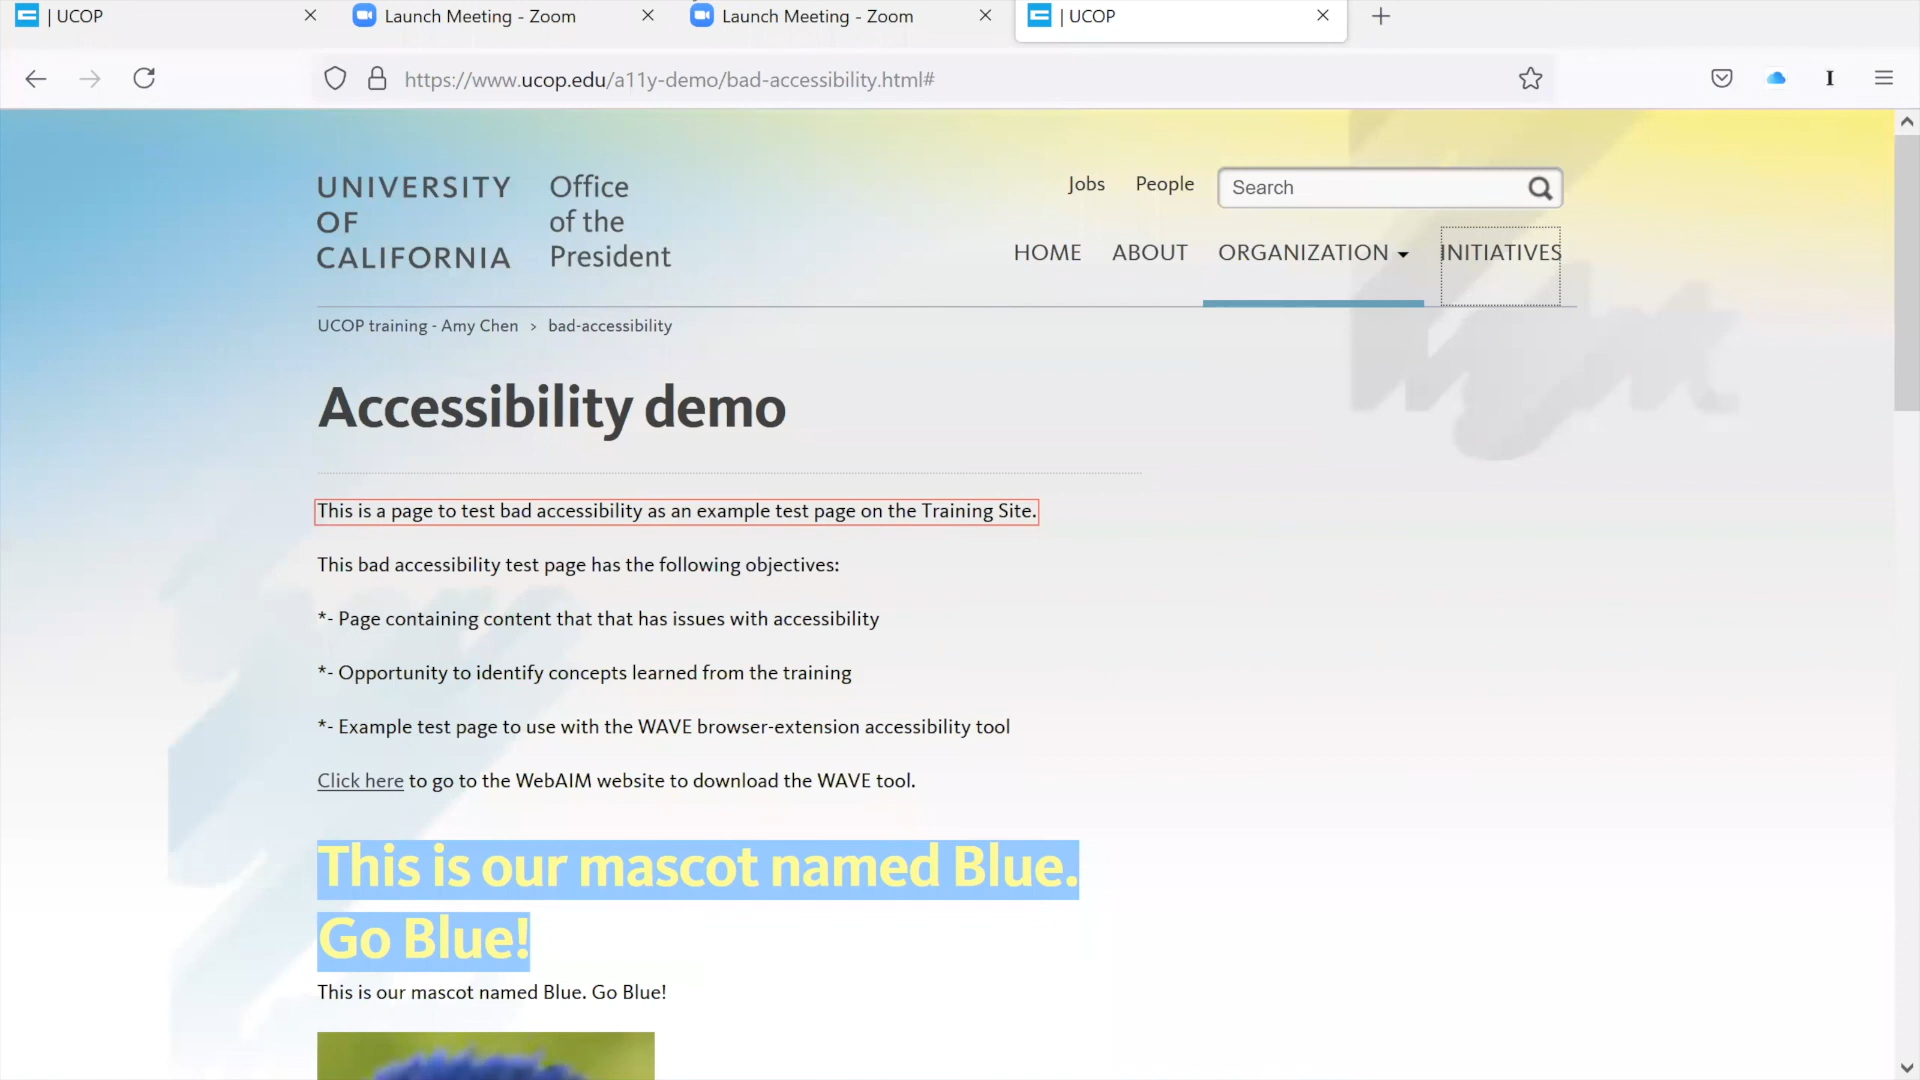 | UCOP
Launch Meeting - Zoom
Launch Meeting - Zoom
| UCOP
https://www.ucop.edu/a11y-demo/bad-accessibility.html#
UNIVERSITY
OF
CALIFORNIA
Office
of the
President
Jobs
People
Search
HOME
ABOUT
ORGANIZATION
INITIATIVES
UCOP training - Amy Chen > bad-accessibility
Accessibility demo
This is a page to test bad accessibility as an example test page on the Training Site.
This bad accessibility test page has the following objectives:
*- Page containing content that that has issues with accessibility
*- Opportunity to identify concepts learned from the training
*- Example test page to use with the WAVE browser-extension accessibility tool
Click here to go to the WebAIM website to download the WAVE tool.
This is our mascot named Blue.
Go Blue!
This is our mascot named Blue. Go Blue!